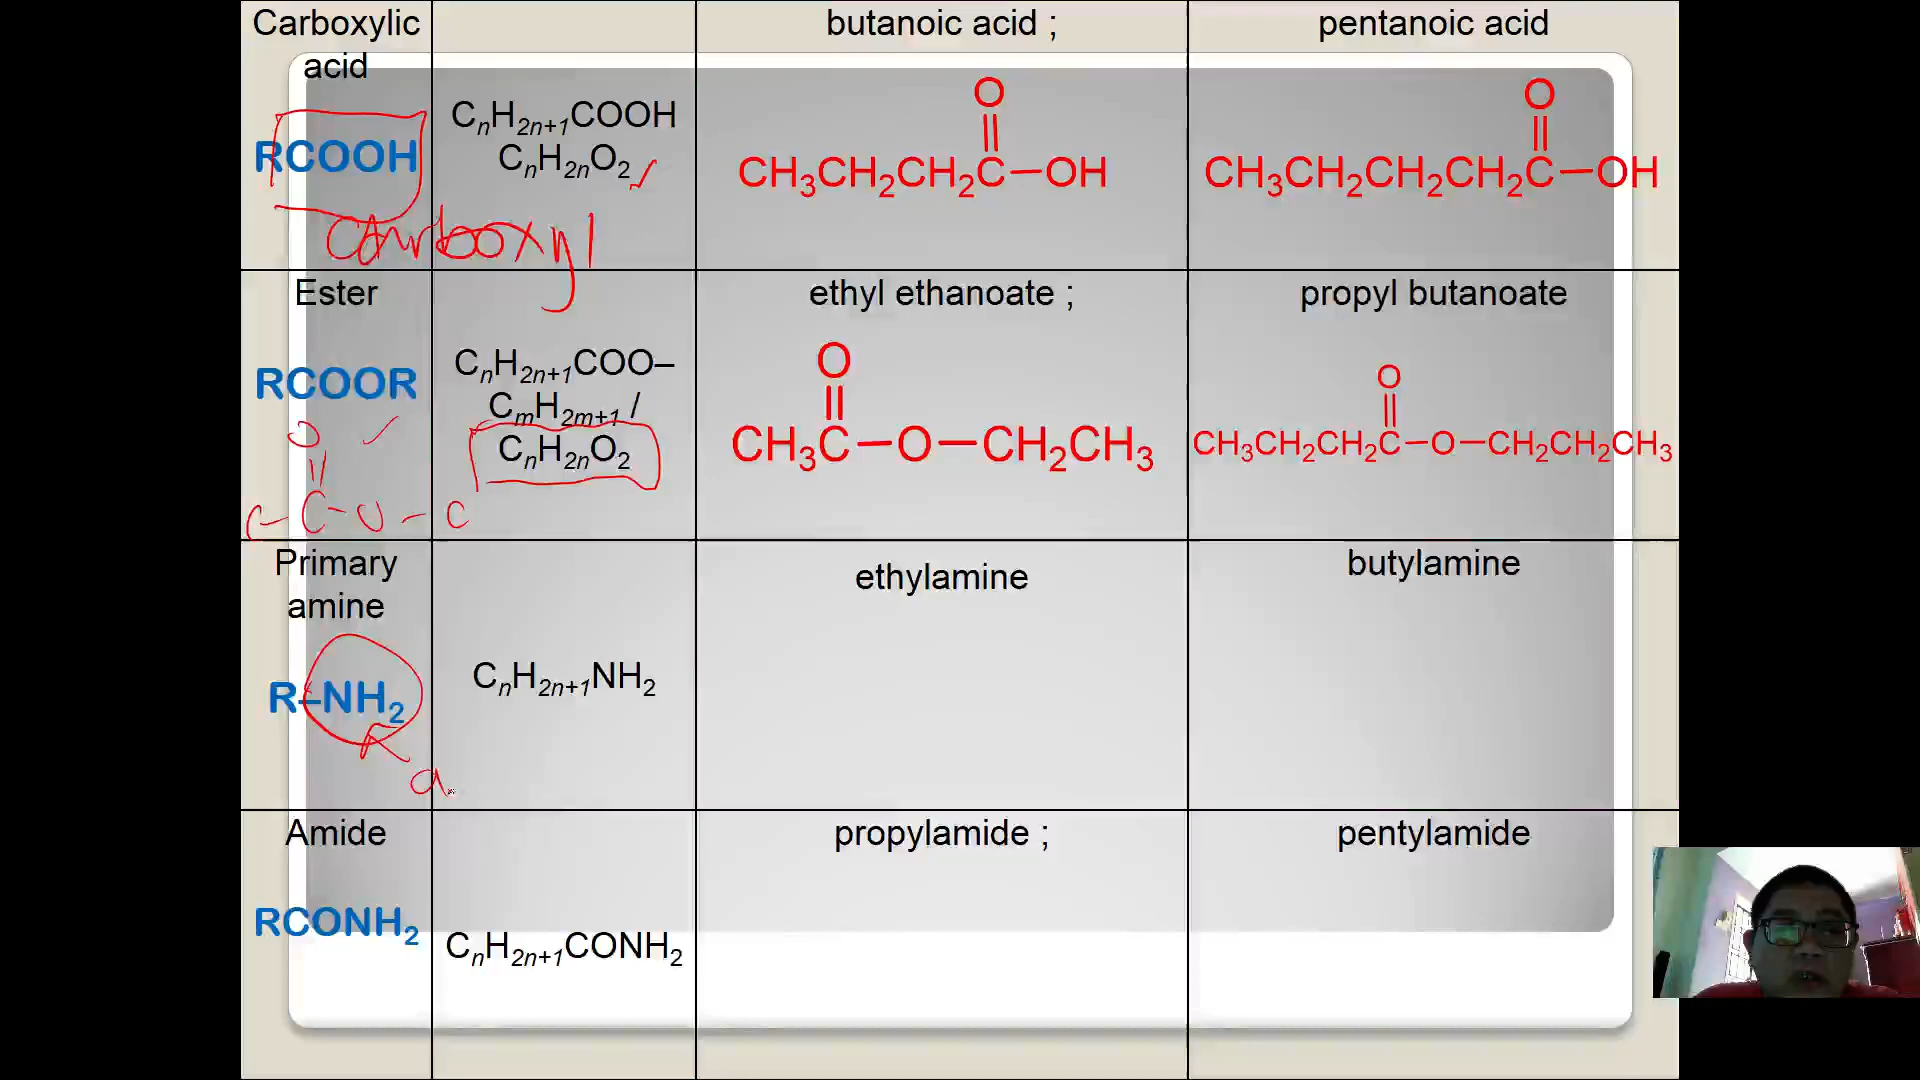 Carboxylic
acid
RCOOH
carboxyl
CₙH₂ₙ₊₁COOH
CₙH₂ₙO₂
butanoic acid ;
O
CH₃CH₂CH₂C—OH
pentanoic acid
O
CH₃CH₂CH₂CH₂C—OH
Ester
RCOOR
O
C-C-O-C
CₙH₂ₙ₊₁COO–
CₘH₂ₘ₊₁ /
CₙH₂ₙO₂
ethyl ethanoate ;
O
CH₃C—O—CH₂CH₃
propyl butanoate
O
CH₃CH₂CH₂C—O—CH₂CH₂CH₃
Primary
amine
R–NH₂
a
CₙH₂ₙ₊₁NH₂
ethylamine
butylamine
Amide
RCONH₂
CₙH₂ₙ₊₁CONH₂
propylamide ;
pentylamide